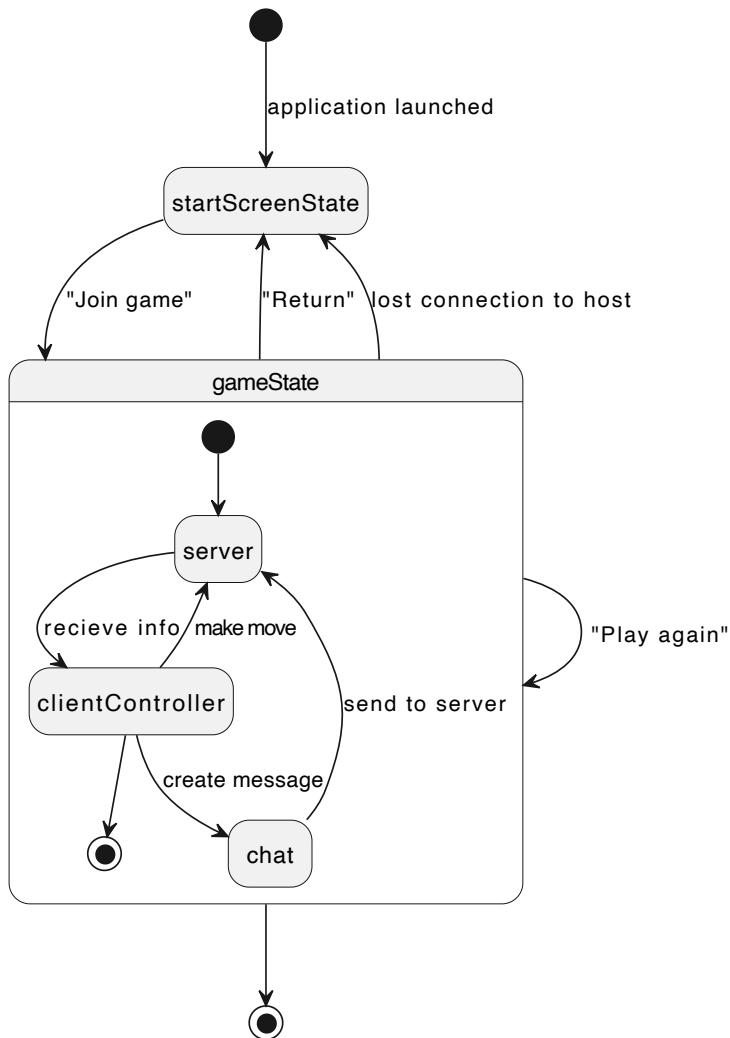 application launched
startScreenState
"Join game"
"Return"
lost connection to host
gameState
server
recieve info
make move
"Play again"
clientController
send to server
create message
chat